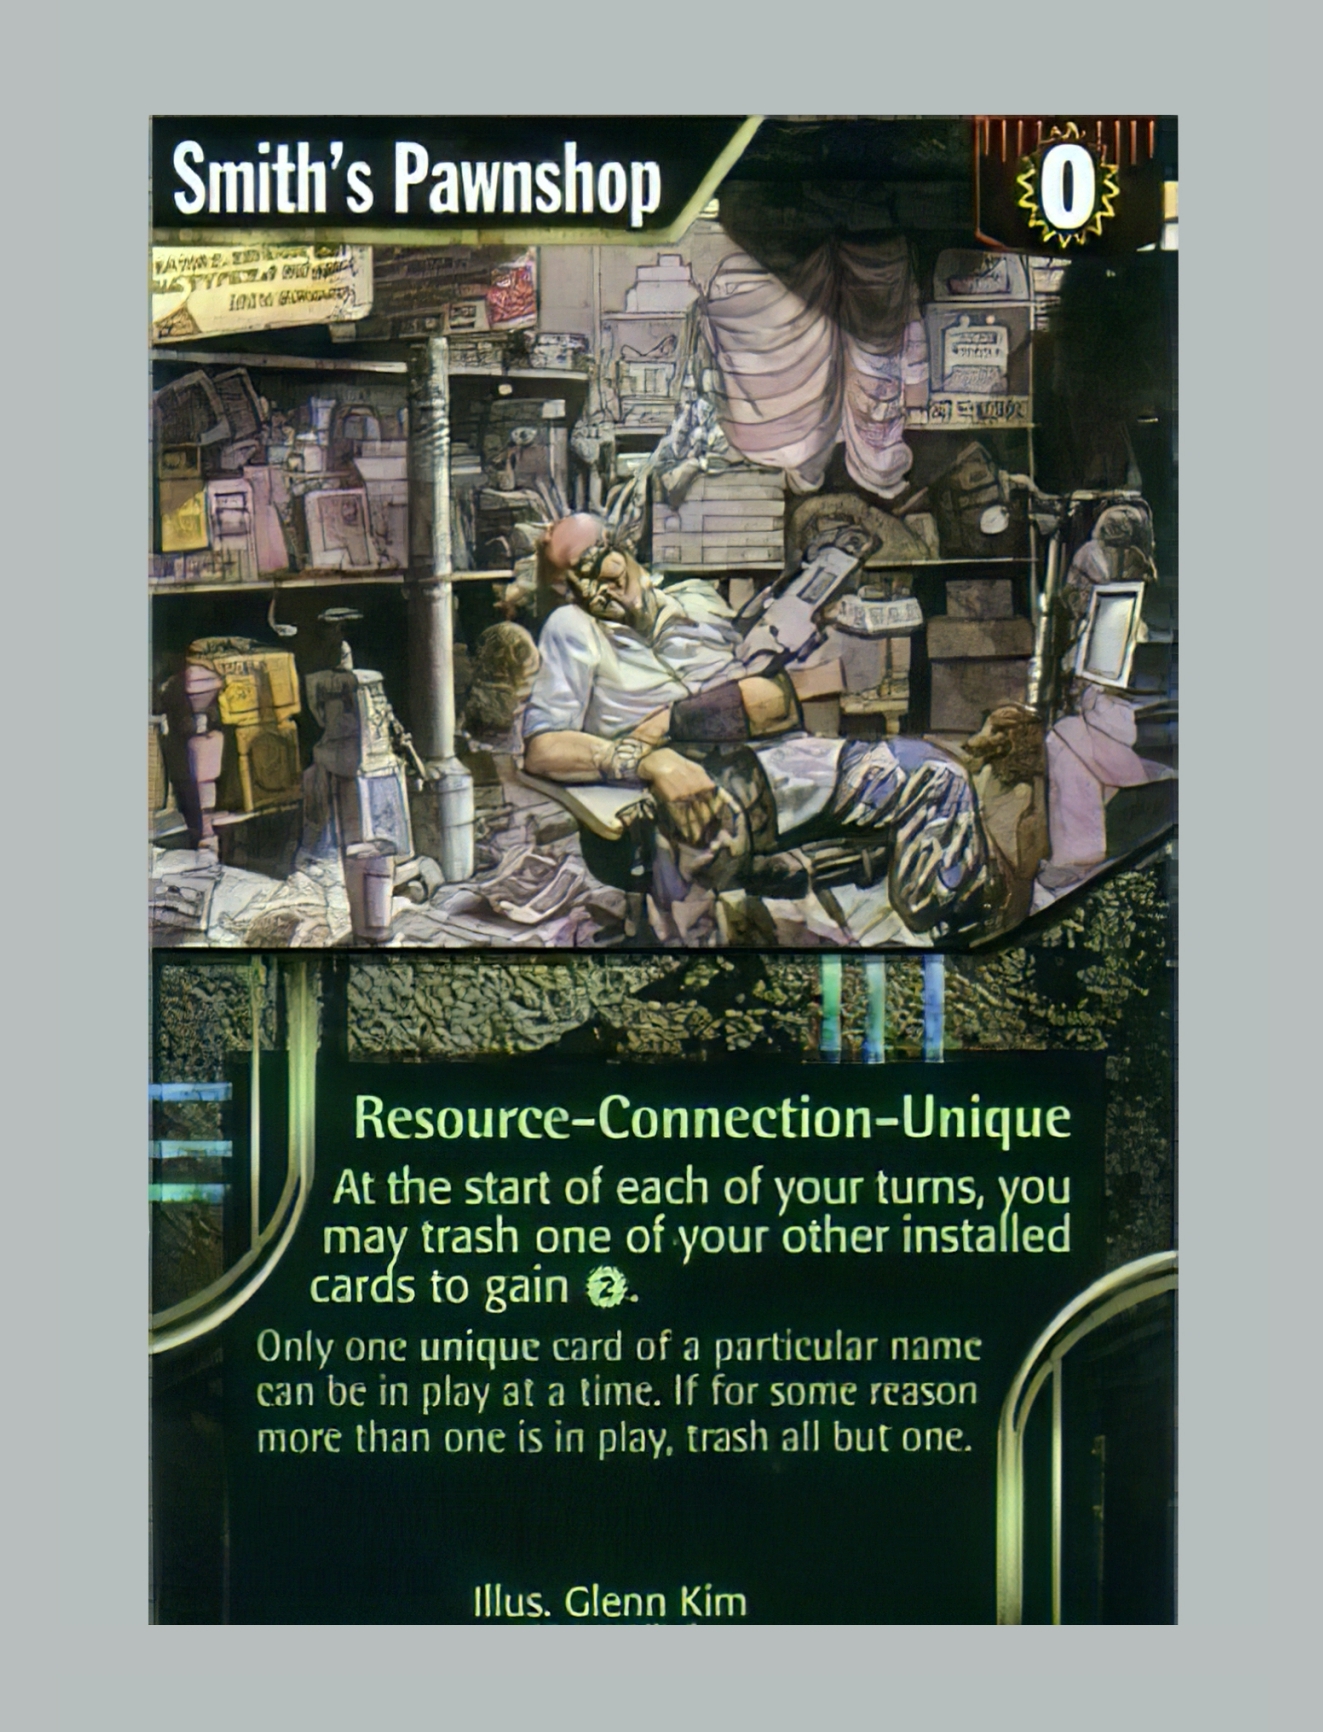 Smith's Pawnshop
0
Resource–Connection–Unique
At the start of each of your turns, you
may trash one of your other installed
cards to gain 2.
Only one unique card of a particular name
can be in play at a time. If for some reason
more than one is in play, trash all but one.
Illus. Glenn Kim